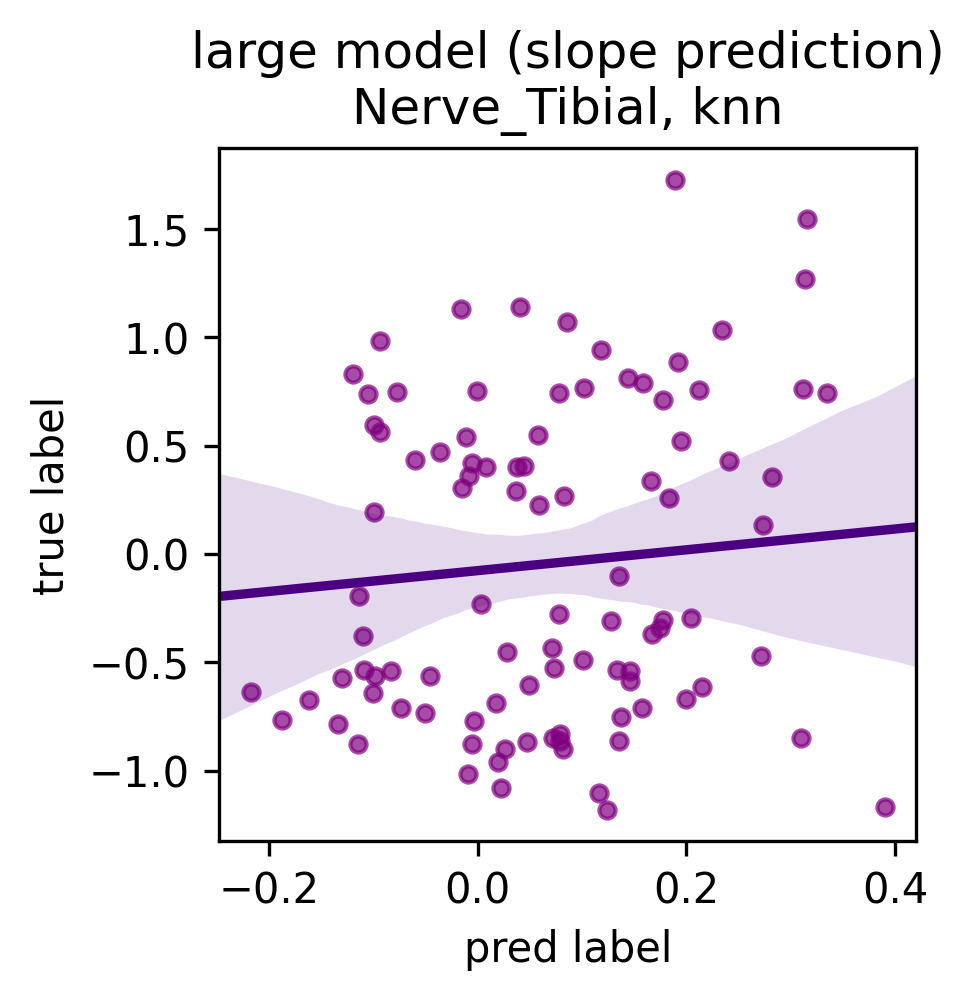 large model (slope prediction)
Nerve_Tibial, knn
true label
1.5
1.0
0.5
0.0
−0.5
−1.0
−0.2
0.0
0.2
0.4
pred label